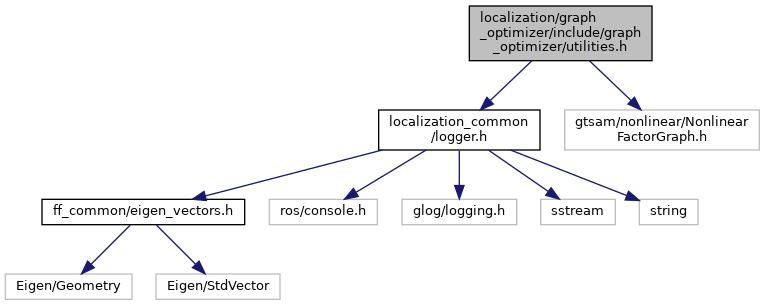 localization/graph
_optimizer/include/graph
_optimizer/utilities.h
localization_common
/logger.h
gtsam/nonlinear/Nonlinear
FactorGraph.h
ff_common/eigen_vectors.h
ros/console.h
glog/logging.h
sstream
string
Eigen/Geometry
Eigen/StdVector